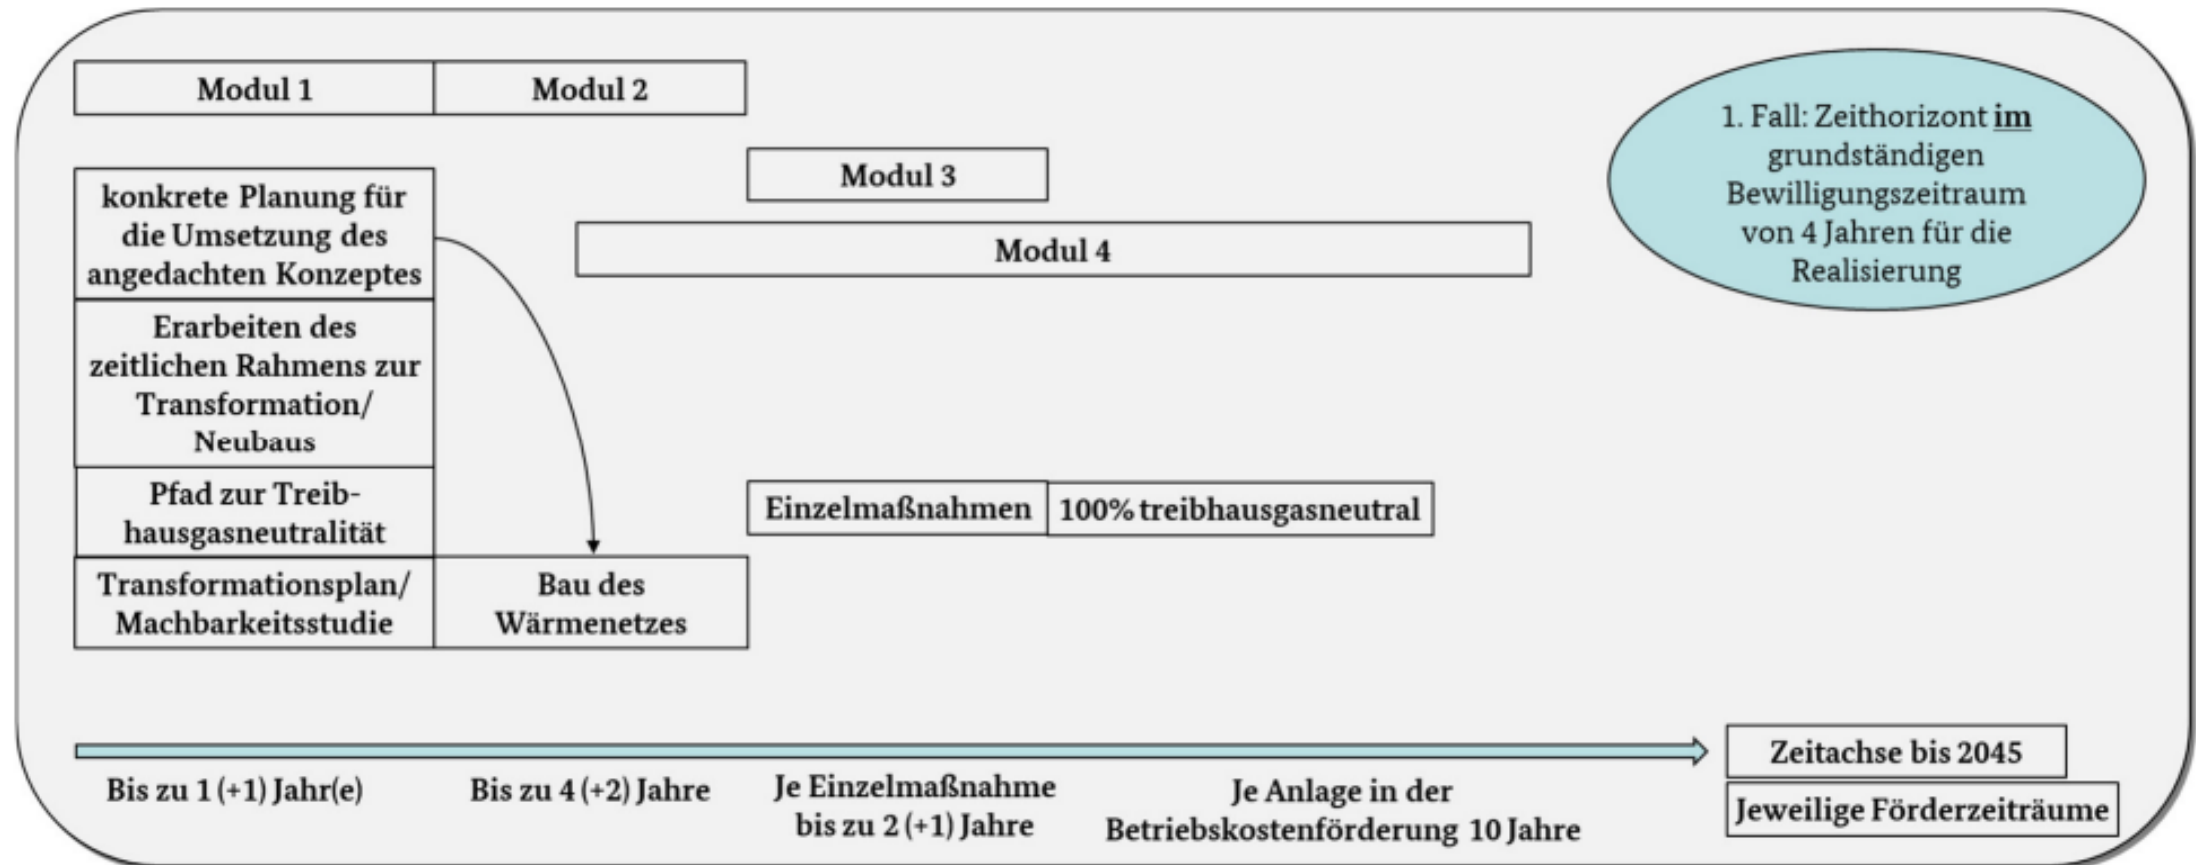 Modul 1
Modul 2
Modul 3
Modul 4
1. Fall: Zeithorizont im
grundständigen
Bewilligungszeitraum
von 4 Jahren für die
Realisierung
konkrete Planung für
die Umsetzung des
angedachten Konzeptes
Erarbeiten des
zeitlichen Rahmens zur
Transformation/
Neubaus
Pfad zur Treib-
hausgasneutralität
Transformationsplan/
Machbarkeitsstudie
Bau des
Wärmenetzes
Einzelmaßnahmen
100% treibhausgasneutral
Zeitachse bis 2045
Jeweilige Förderzeiträume
Bis zu 1 (+1) Jahr(e)
Bis zu 4 (+2) Jahre
Je Einzelmaßnahme
bis zu 2 (+1) Jahre
Je Anlage in der
Betriebskostenförderung 10 Jahre